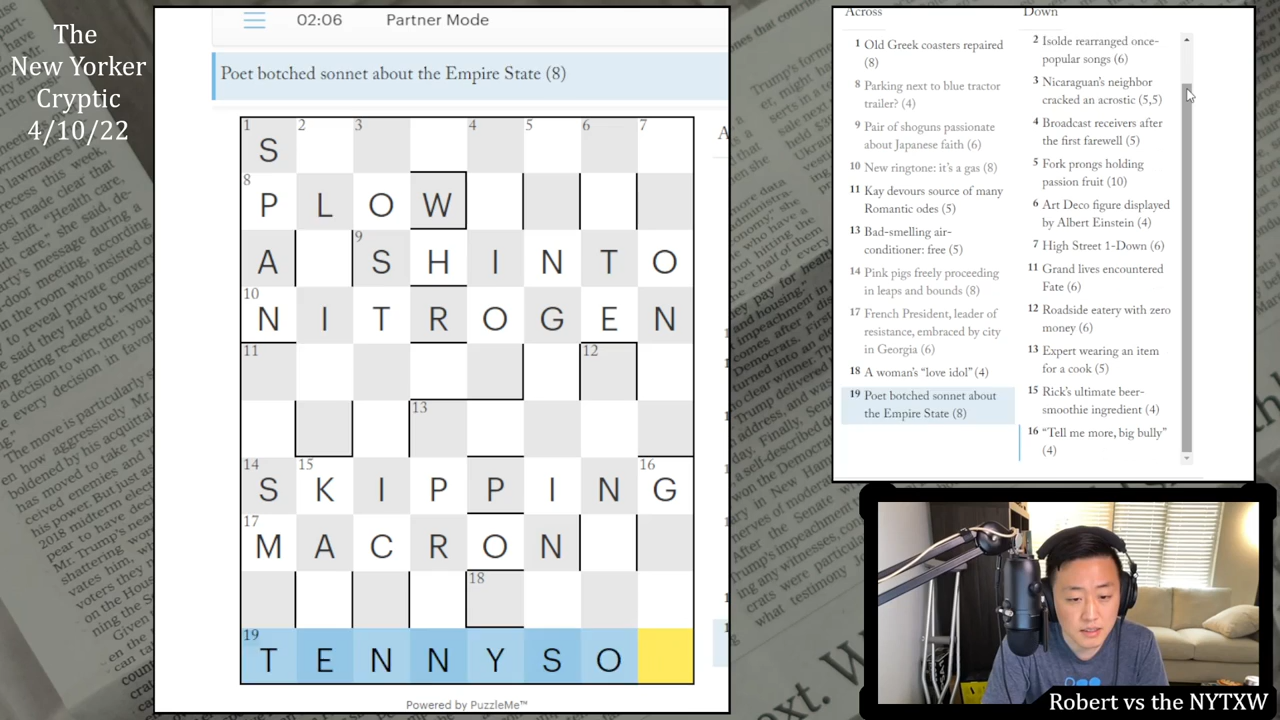 The
New Yorker
Cryptic
4/10/22
02:06 Partner Mode
Poet botched sonnet about the Empire State (8)
1 2 3 4 5 6 7
S
8
P L O W
9
A S H I N T O
10
N I T R O G E N
11 12
13
14 15 16
S K I P P I N G
17
M A C R O N
18
19
T E N N Y S O
Powered by PuzzleMe™
A
Across
1 Old Greek coasters repaired
(8)
8 Parking next to blue tractor
trailer? (4)
9 Pair of shoguns passionate
about Japanese faith (6)
10 New ringtone: it's a gas (8)
11 Kay devours source of many
Romantic odes (5)
13 Bad-smelling air-
conditioner: free (5)
14 Pink pigs freely proceeding
in leaps and bounds (8)
17 French President, leader of
resistance, embraced by city
in Georgia (6)
18 A woman's "love idol" (4)
19 Poet botched sonnet about
the Empire State (8)
Down
2 Isolde rearranged once-
popular songs (6)
3 Nicaraguan's neighbor
cracked an acrostic (5,5)
4 Broadcast receivers after
the first farewell (5)
5 Fork prongs holding
passion fruit (10)
6 Art Deco figure displayed
by Albert Einstein (4)
7 High Street 1-Down (6)
11 Grand lives encountered
Fate (6)
12 Roadside eatery with zero
money (6)
13 Expert wearing an item
for a cook (5)
15 Rick's ultimate beer-
smoothie ingredient (4)
16 "Tell me more, big bully"
(4)
Robert vs the NYTXW